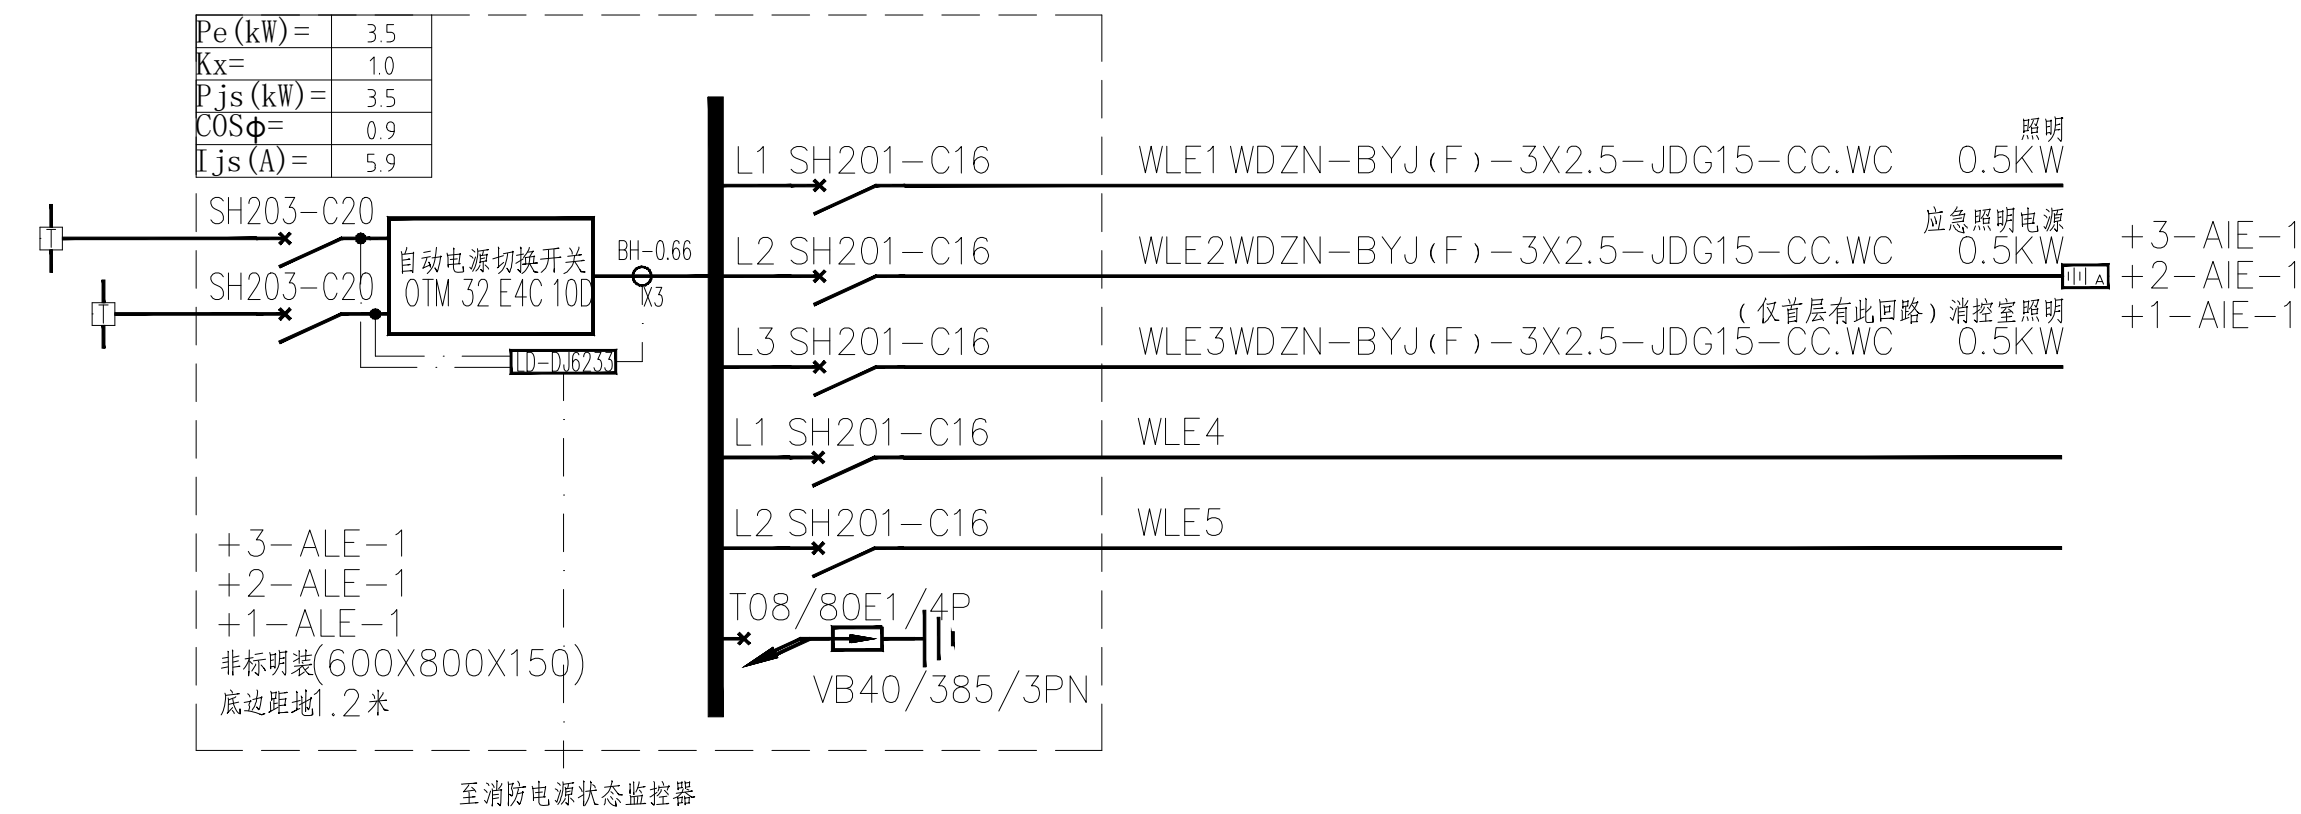 Pe(kW)= 3.5
Kx= 1.0
Pjs(kW)= 3.5
COSφ= 0.9
Ijs(A)= 5.9
SH203-C20
SH203-C20
自动电源切换开关
OTM 32 E4C 10D
BH-0.66
X3
LD-DJ6233
L1 SH201-C16 WLE1 WDZN-BYJ(F)-3X2.5-JDG15-CC.WC 照明
0.5KW
L2 SH201-C16 WLE2 WDZN-BYJ(F)-3X2.5-JDG15-CC.WC 应急照明电源
0.5KW
A
+3-AIE-1
+2-AIE-1
+1-AIE-1
L3 SH201-C16 WLE3 WDZN-BYJ(F)-3X2.5-JDG15-CC.WC (仅首层有此回路)消控室照明
0.5KW
L1 SH201-C16 WLE4
L2 SH201-C16 WLE5
T08/80E1/4P
VB40/385/3PN
+3-ALE-1
+2-ALE-1
+1-ALE-1
非标明装(600X800X150)
底边距地1.2米
至消防电源状态监控器